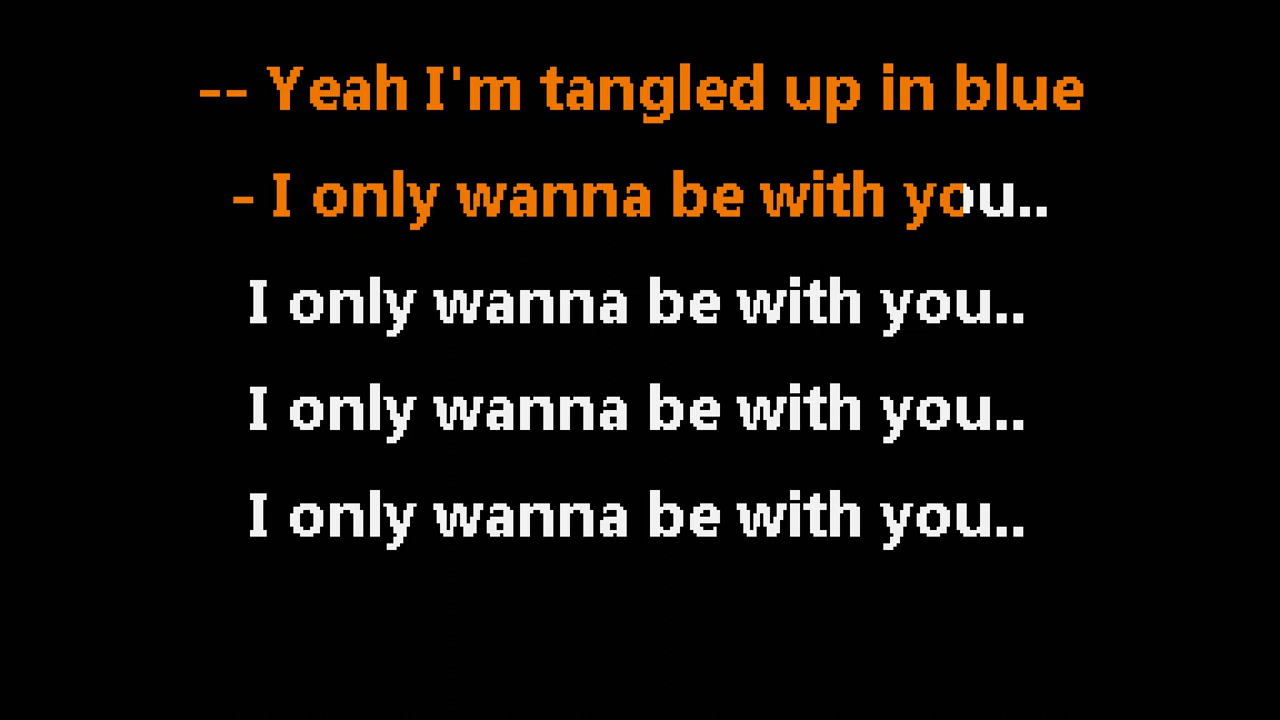 -- Yeah I'm tangled up in blue
- I only wanna be with you..
I only wanna be with you..
I only wanna be with you..
I only wanna be with you..